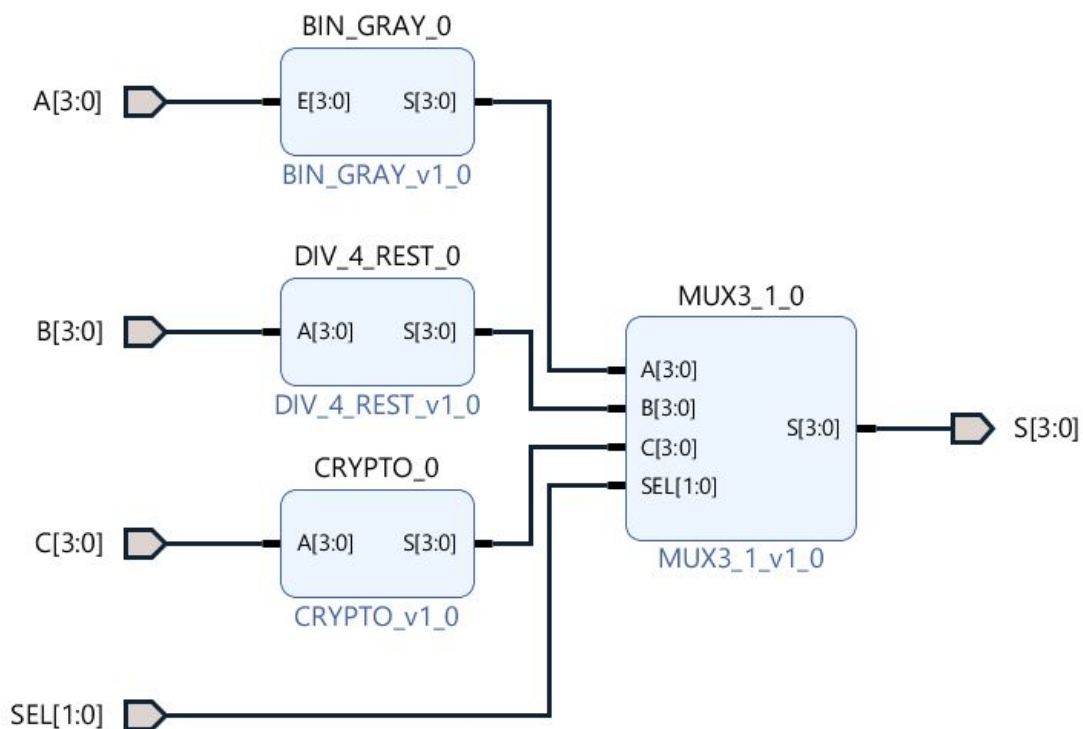 BIN_GRAY_0
A[3:0]
E[3:0]
S[3:0]
BIN_GRAY_v1_0
DIV_4_REST_0
B[3:0]
A[3:0]
S[3:0]
DIV_4_REST_v1_0
CRYPTO_0
C[3:0]
A[3:0]
S[3:0]
CRYPTO_v1_0
SEL[1:0]
MUX3_1_0
A[3:0]
B[3:0]
C[3:0]
SEL[1:0]
S[3:0]
MUX3_1_v1_0
S[3:0]